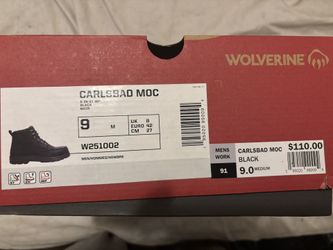 WOLVERINE
CARLSBAD MOC
BLACK
9
M
UK 8
EURO 42
CM 27
W251002
MEN/HOMMES/HOMBRE
MENS
WORK
91
CARLSBAD MOC
BLACK
9.0 MEDIUM
$110.00